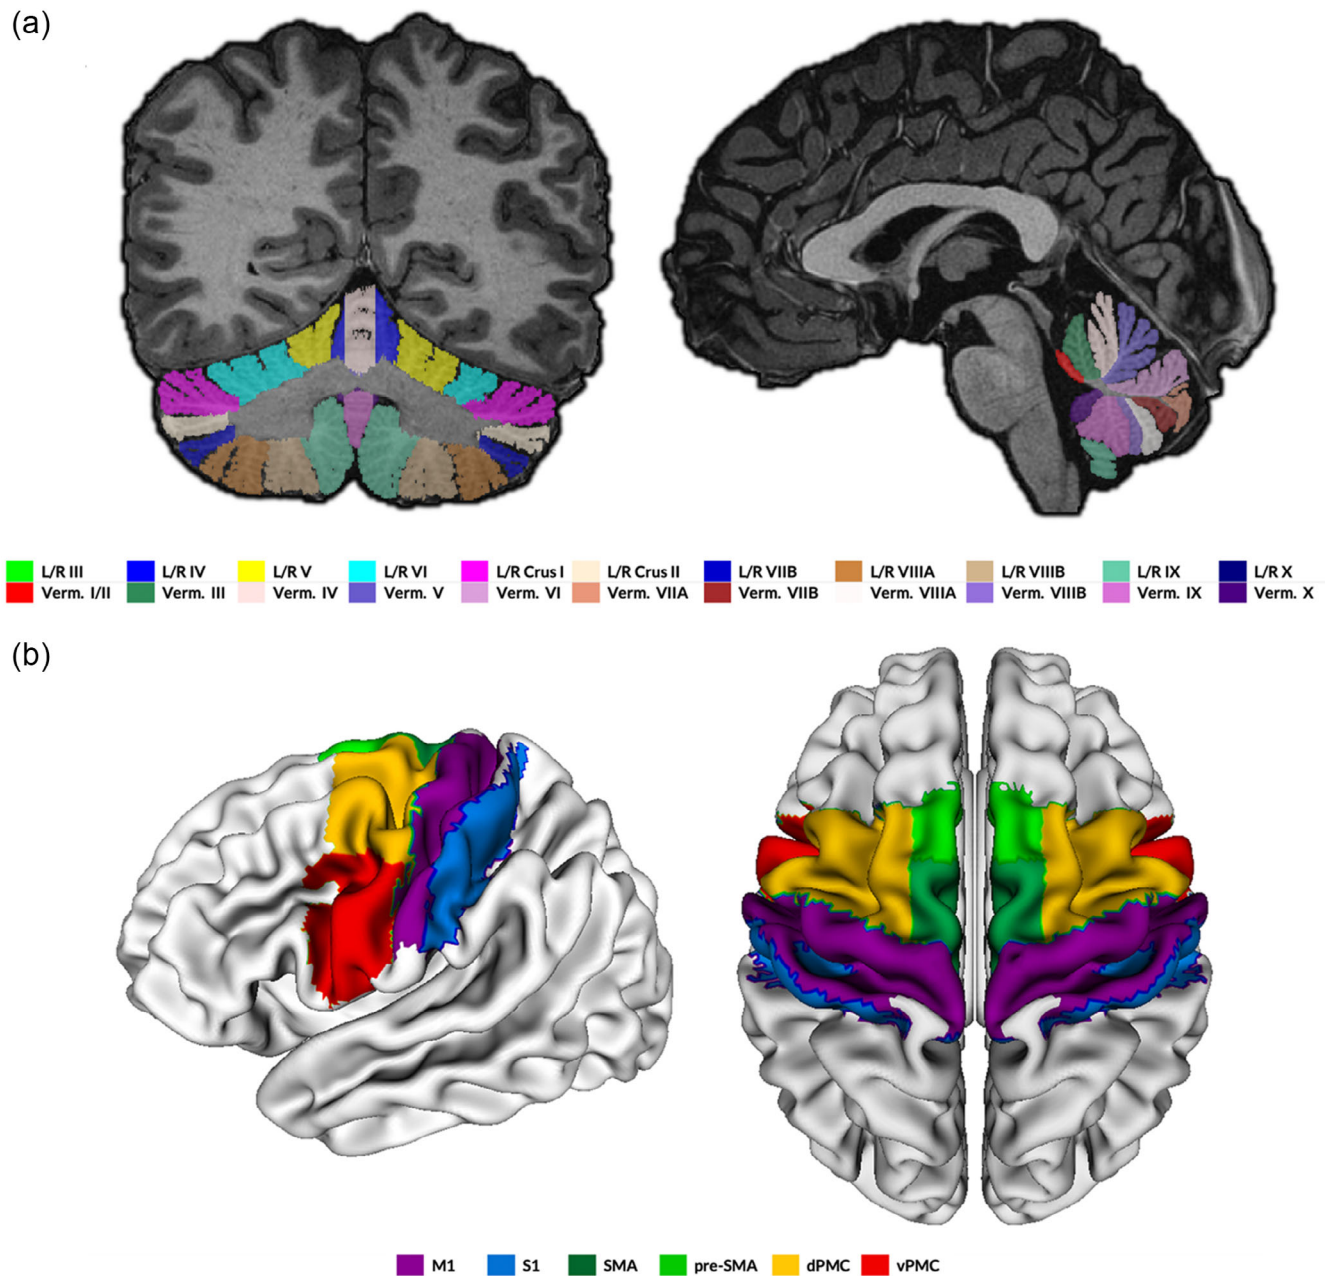 (a)
L/R III L/R IV L/R V L/R VI L/R Crus I L/R Crus II L/R VIIB L/R VIIIA L/R VIIIB L/R IX L/R X
Verm. I/II Verm. III Verm. IV Verm. V Verm. VI Verm. VIIA Verm. VIIB Verm. VIIIA Verm. VIIIB Verm. IX Verm. X
(b)
M1 S1 SMA pre-SMA dPMC vPMC